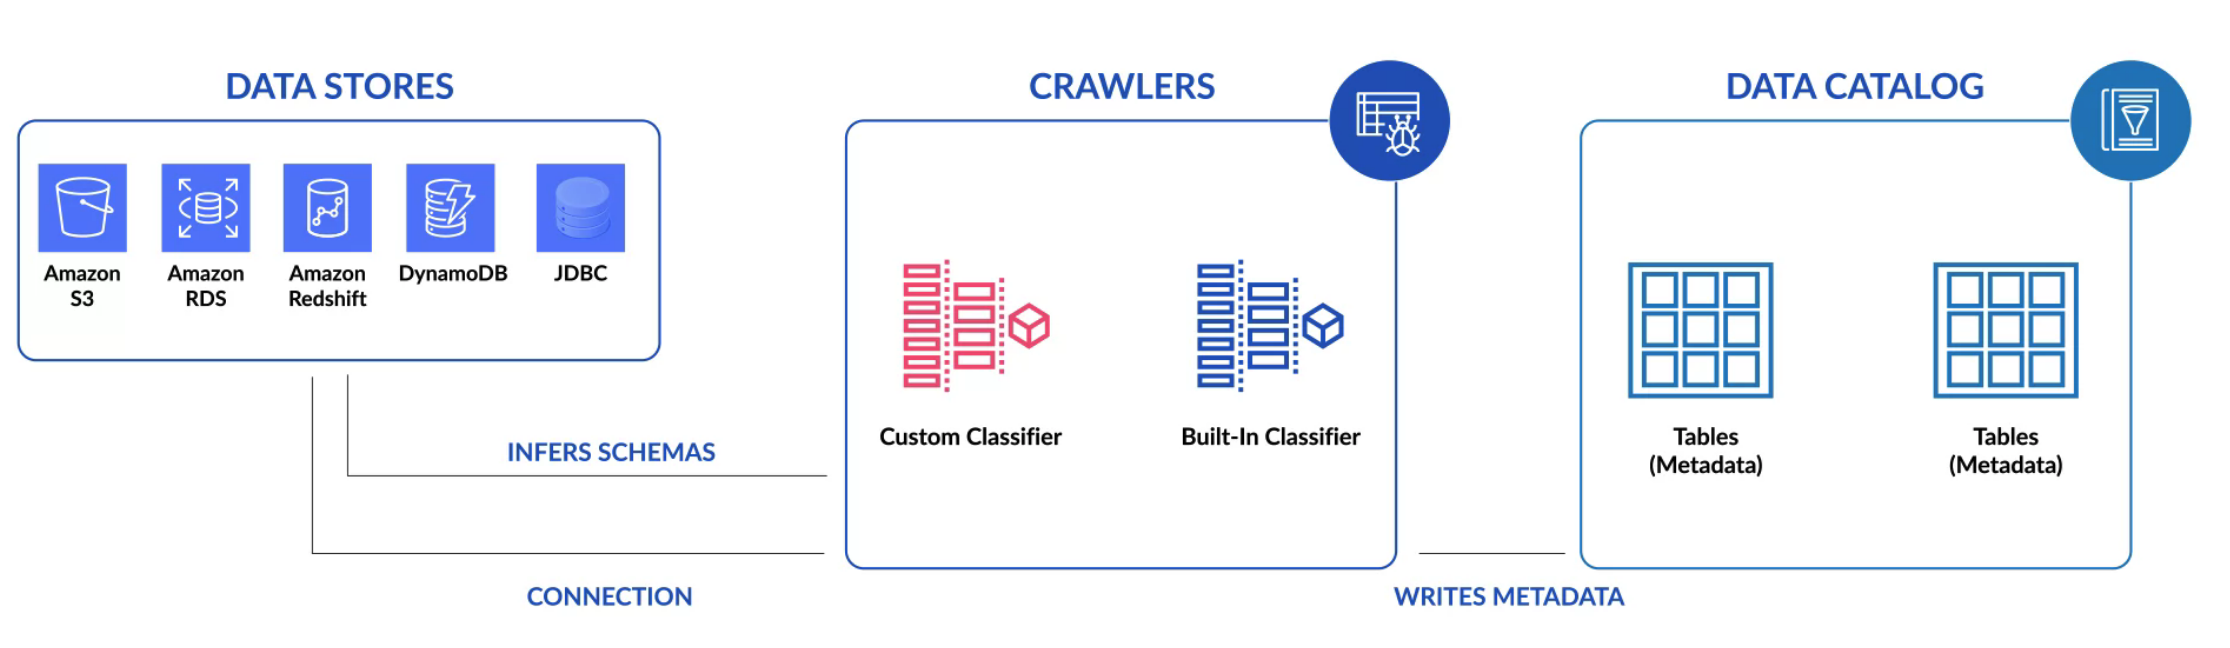 DATA STORES
Amazon
S3
Amazon
RDS
Amazon
Redshift
DynamoDB
JDBC
INFERS SCHEMAS
CONNECTION
CRAWLERS
Custom Classifier
Built-In Classifier
WRITES METADATA
DATA CATALOG
Tables
(Metadata)
Tables
(Metadata)